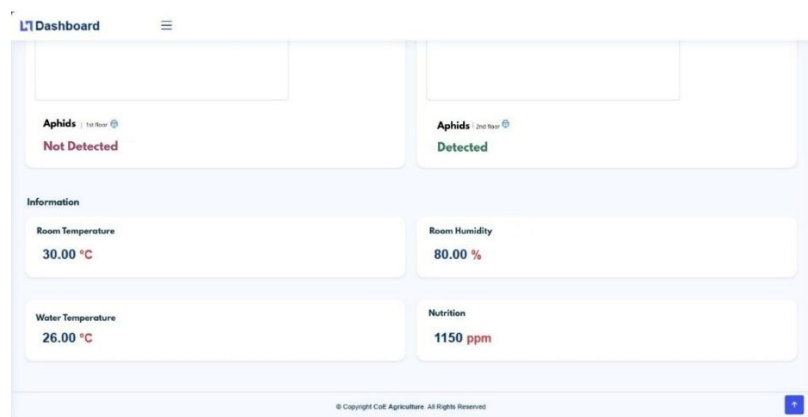 Dashboard
Aphids | 1st floor
Not Detected
Aphids | 2nd floor
Detected
Information
Room Temperature
30.00 °C
Room Humidity
80.00 %
Water Temperature
26.00 °C
Nutrition
1150 ppm
© Copyright CoE Agriculture. All Rights Reserved